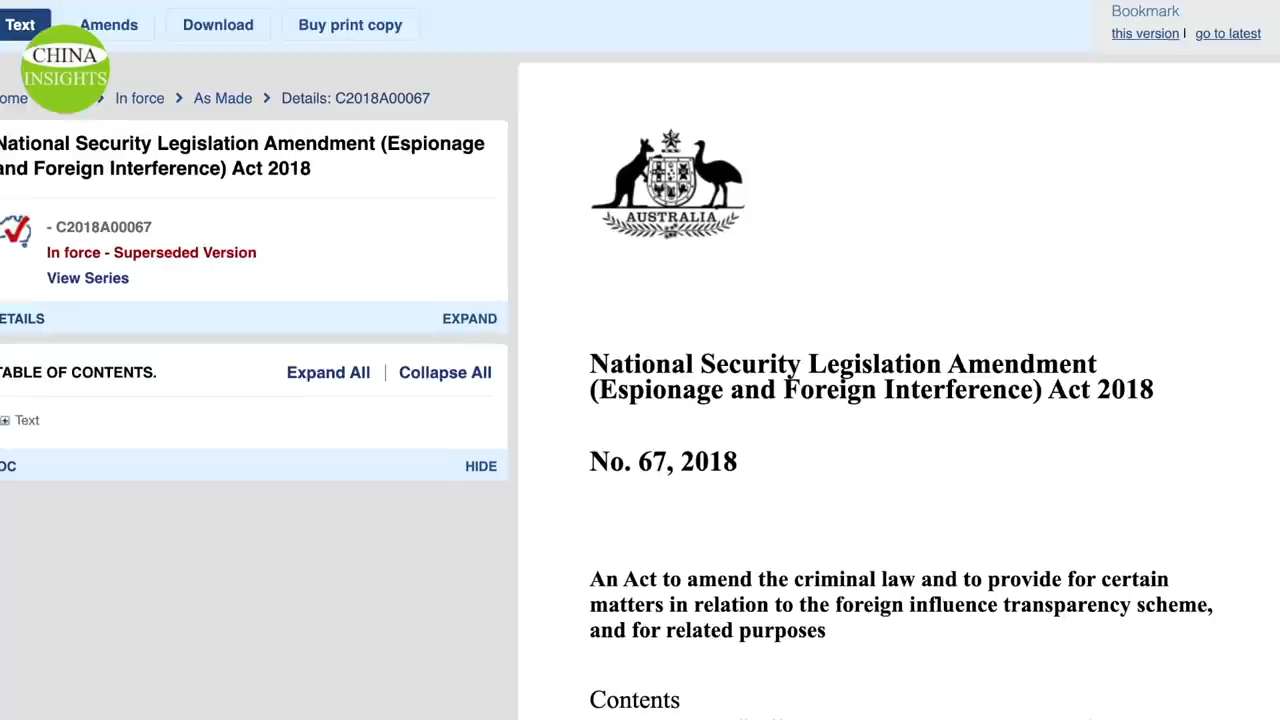 Text
Amends
Download
Buy print copy
Bookmark
this version | go to latest
CHINA
INSIGHTS
ome
> In force > As Made > Details: C2018A00067
National Security Legislation Amendment (Espionage
and Foreign Interference) Act 2018
- C2018A00067
In force - Superseded Version
View Series
ETAILS
EXPAND
TABLE OF CONTENTS.
Expand All | Collapse All
Text
OC
HIDE
AUSTRALIA
National Security Legislation Amendment
(Espionage and Foreign Interference) Act 2018
No. 67, 2018
An Act to amend the criminal law and to provide for certain
matters in relation to the foreign influence transparency scheme,
and for related purposes
Contents